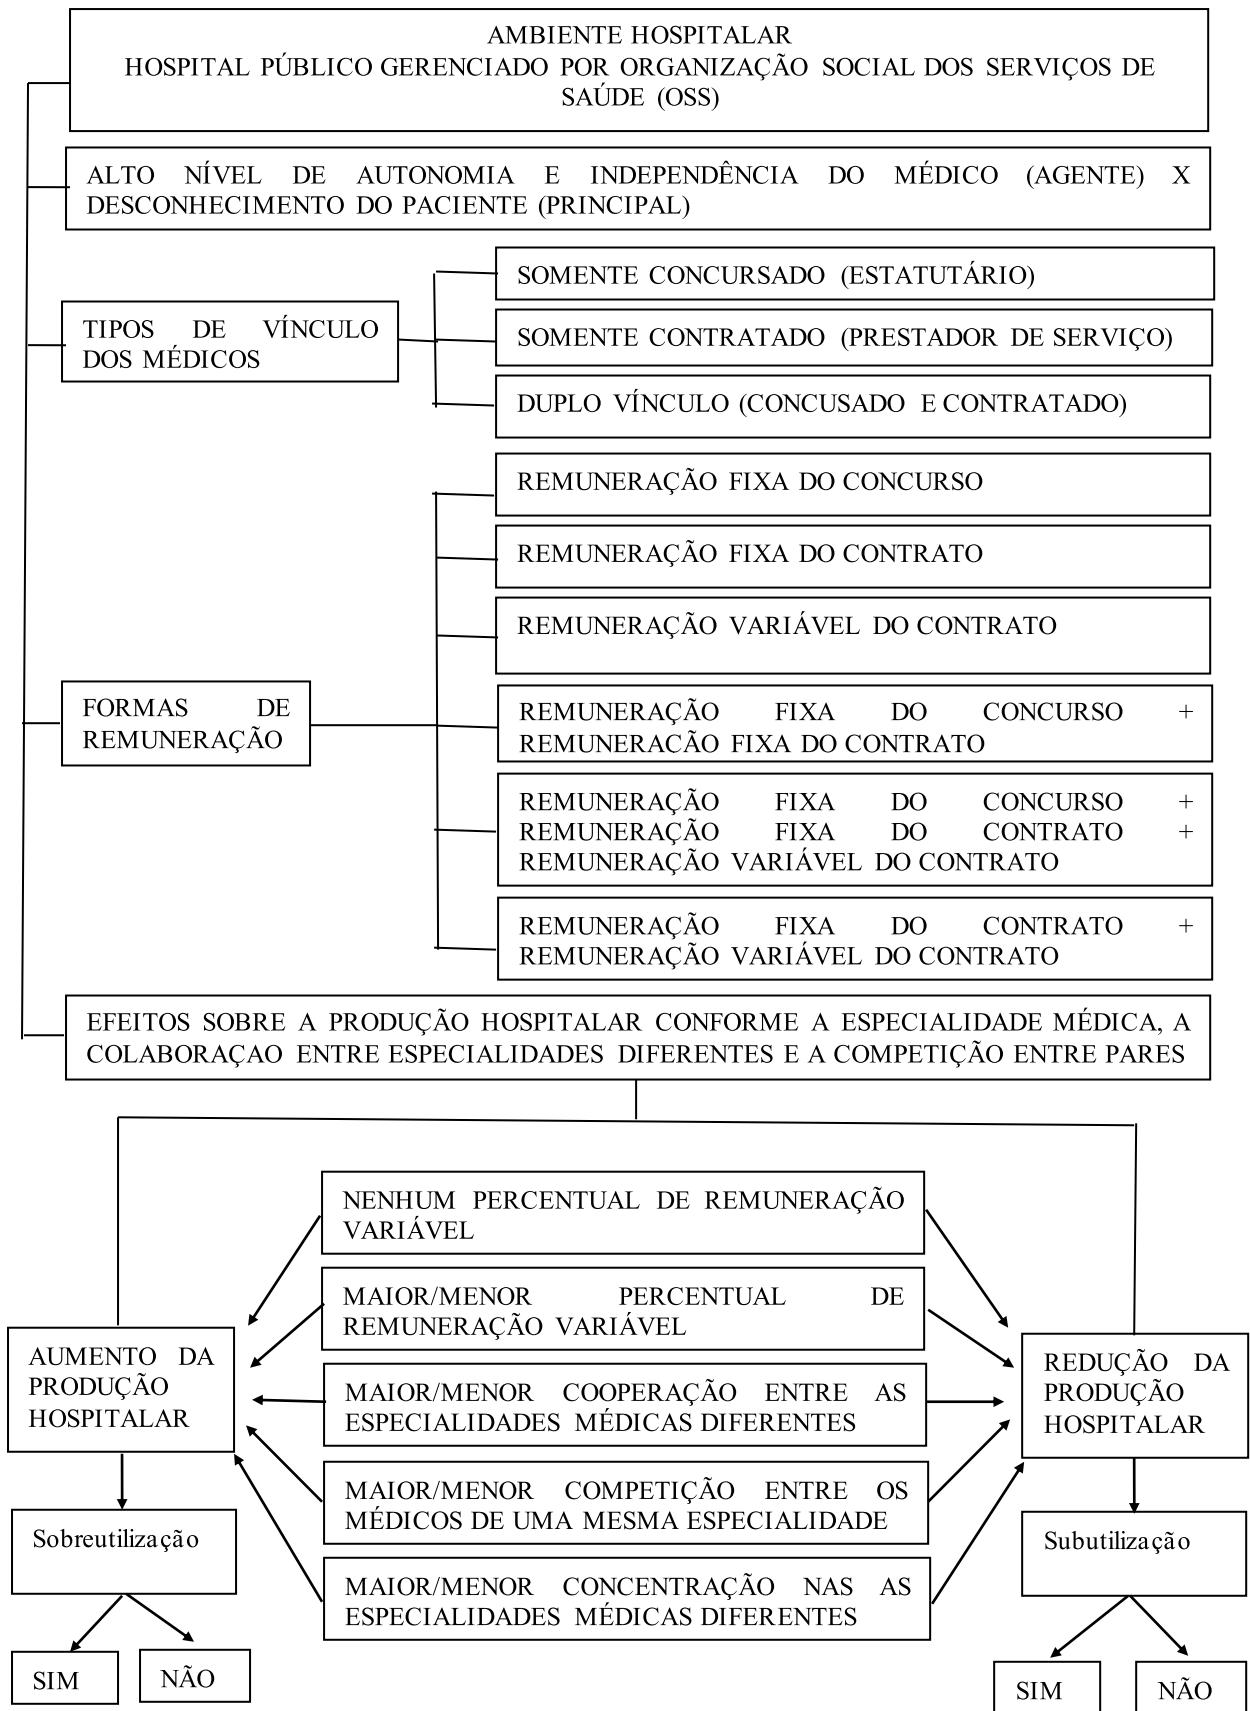 AMBIENTE HOSPITALAR
HOSPITAL PÚBLICO GERENCIADO POR ORGANIZAÇÃO SOCIAL DOS SERVIÇOS DE
SAÚDE (OSS)
ALTO NÍVEL DE AUTONOMIA E INDEPENDÊNCIA DO MÉDICO (AGENTE) X
DESCONHECIMENTO DO PACIENTE (PRINCIPAL)
TIPOS DE VÍNCULO
DOS MÉDICOS
SOMENTE CONCURSADO (ESTATUTÁRIO)
SOMENTE CONTRATADO (PRESTADOR DE SERVIÇO)
DUPLO VÍNCULO (CONCUSADO E CONTRATADO)
FORMAS DE
REMUNERAÇÃO
REMUNERAÇÃO FIXA DO CONCURSO
REMUNERAÇÃO FIXA DO CONTRATO
REMUNERAÇÃO VARIÁVEL DO CONTRATO
REMUNERAÇÃO FIXA DO CONCURSO +
REMUNERACÃO FIXA DO CONTRATO
REMUNERAÇÃO FIXA DO CONCURSO +
REMUNERAÇÃO FIXA DO CONTRATO +
REMUNERAÇÃO VARIÁVEL DO CONTRATO
REMUNERAÇÃO FIXA DO CONTRATO +
REMUNERAÇÃO VARIÁVEL DO CONTRATO
EFEITOS SOBRE A PRODUÇÃO HOSPITALAR CONFORME A ESPECIALIDADE MÉDICA, A
COLABORAÇAO ENTRE ESPECIALIDADES DIFERENTES E A COMPETIÇÃO ENTRE PARES
NENHUM PERCENTUAL DE REMUNERAÇÃO
VARIÁVEL
MAIOR/MENOR PERCENTUAL DE
REMUNERAÇÃO VARIÁVEL
MAIOR/MENOR COOPERAÇÃO ENTRE AS
ESPECIALIDADES MÉDICAS DIFERENTES
MAIOR/MENOR COMPETIÇÃO ENTRE OS
MÉDICOS DE UMA MESMA ESPECIALIDADE
MAIOR/MENOR CONCENTRAÇÃO NAS AS
ESPECIALIDADES MÉDICAS DIFERENTES
AUMENTO DA
PRODUÇÃO
HOSPITALAR
Sobreutilização
SIM
NÃO
REDUÇÃO DA
PRODUÇÃO
HOSPITALAR
Subutilização
SIM
NÃO